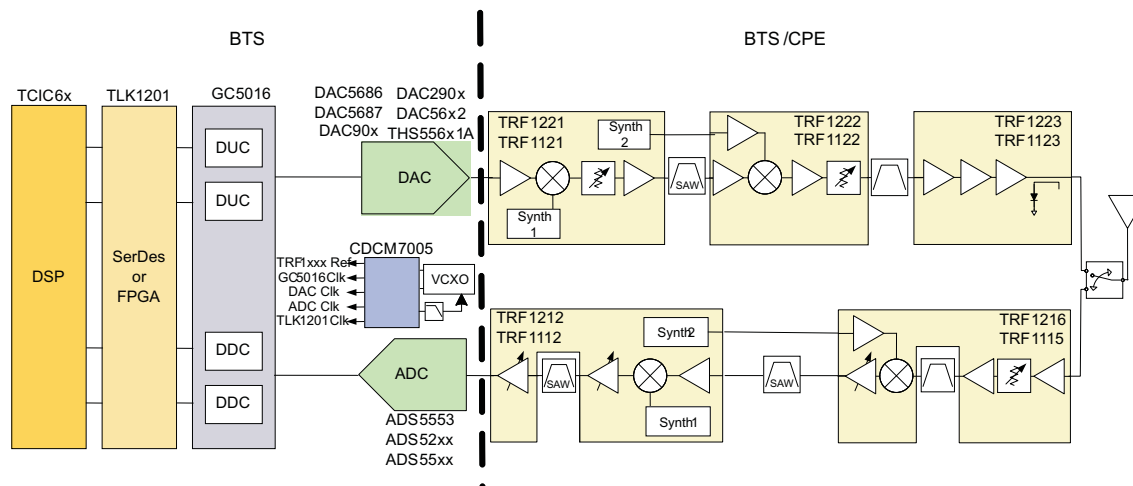 BTS
BTS/CPE
TCIC6x
TLK1201
GC5016
DAC5686
DAC5687
DAC90x
DAC290x
DAC56x2
THS556x1A
DSP
SerDes
or
FPGA
DUC
DUC
DDC
DDC
DAC
CDCM7005
TRF1xxx Ref
GC5016Clk
DAC Clk
ADC Clk
TLK1201Clk
VCXO
ADC
ADS5553
ADS52xx
ADS55xx
TRF1221
TRF1121
Synth
2
Synth
1
SAW
TRF1222
TRF1122
TRF1223
TRF1123
TRF1212
TRF1112
Synth2
SAW
Synth1
SAW
TRF1216
TRF1115